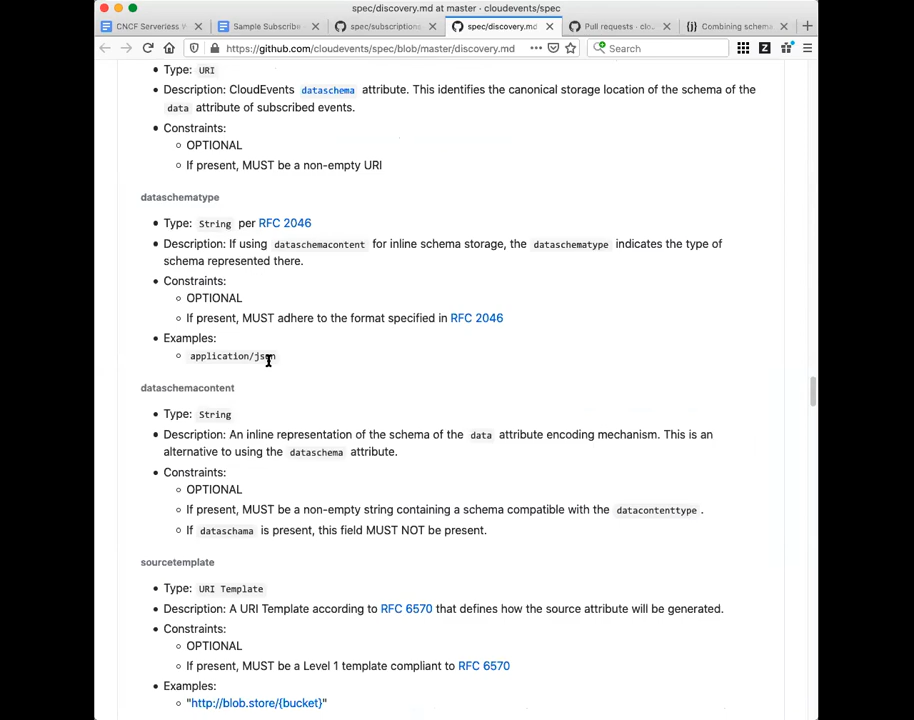 spec/discovery.md at master · cloudevents/spec
CNCF Serverless W
Sample Subscribe
spec/subscriptions
spec/discovery.md
Pull requests · clou
Combining schema
https://github.com/cloudevents/spec/blob/master/discovery.md
Search
Type: URI
Description: CloudEvents dataschema attribute. This identifies the canonical storage location of the schema of the
data attribute of subscribed events.
Constraints:
OPTIONAL
If present, MUST be a non-empty URI
dataschematype
Type: String per RFC 2046
Description: If using dataschemacontent for inline schema storage, the dataschematype indicates the type of
schema represented there.
Constraints:
OPTIONAL
If present, MUST adhere to the format specified in RFC 2046
Examples:
application/json
dataschemacontent
Type: String
Description: An inline representation of the schema of the data attribute encoding mechanism. This is an
alternative to using the dataschema attribute.
Constraints:
OPTIONAL
If present, MUST be a non-empty string containing a schema compatible with the datacontenttype .
If dataschama is present, this field MUST NOT be present.
sourcetemplate
Type: URI Template
Description: A URI Template according to RFC 6570 that defines how the source attribute will be generated.
Constraints:
OPTIONAL
If present, MUST be a Level 1 template compliant to RFC 6570
Examples:
"http://blob.store/{bucket}"